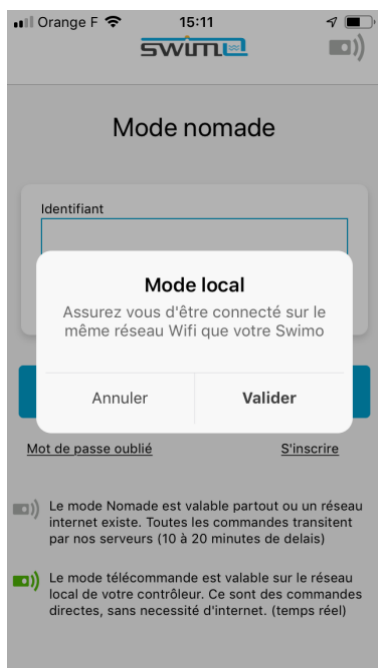 Orange F 15:11
swimo
Mode nomade
Identifiant
Mode local
Assurez vous d'être connecté sur le
même réseau Wifi que votre Swimo
Annuler Valider
Mot de passe oublié S'inscrire
Le mode Nomade est valable partout ou un réseau
internet existe. Toutes les commandes transitent
par nos serveurs (10 à 20 minutes de delais)
Le mode télécommande est valable sur le réseau
local de votre contrôleur. Ce sont des commandes
directes, sans necessité d'internet. (temps réel)